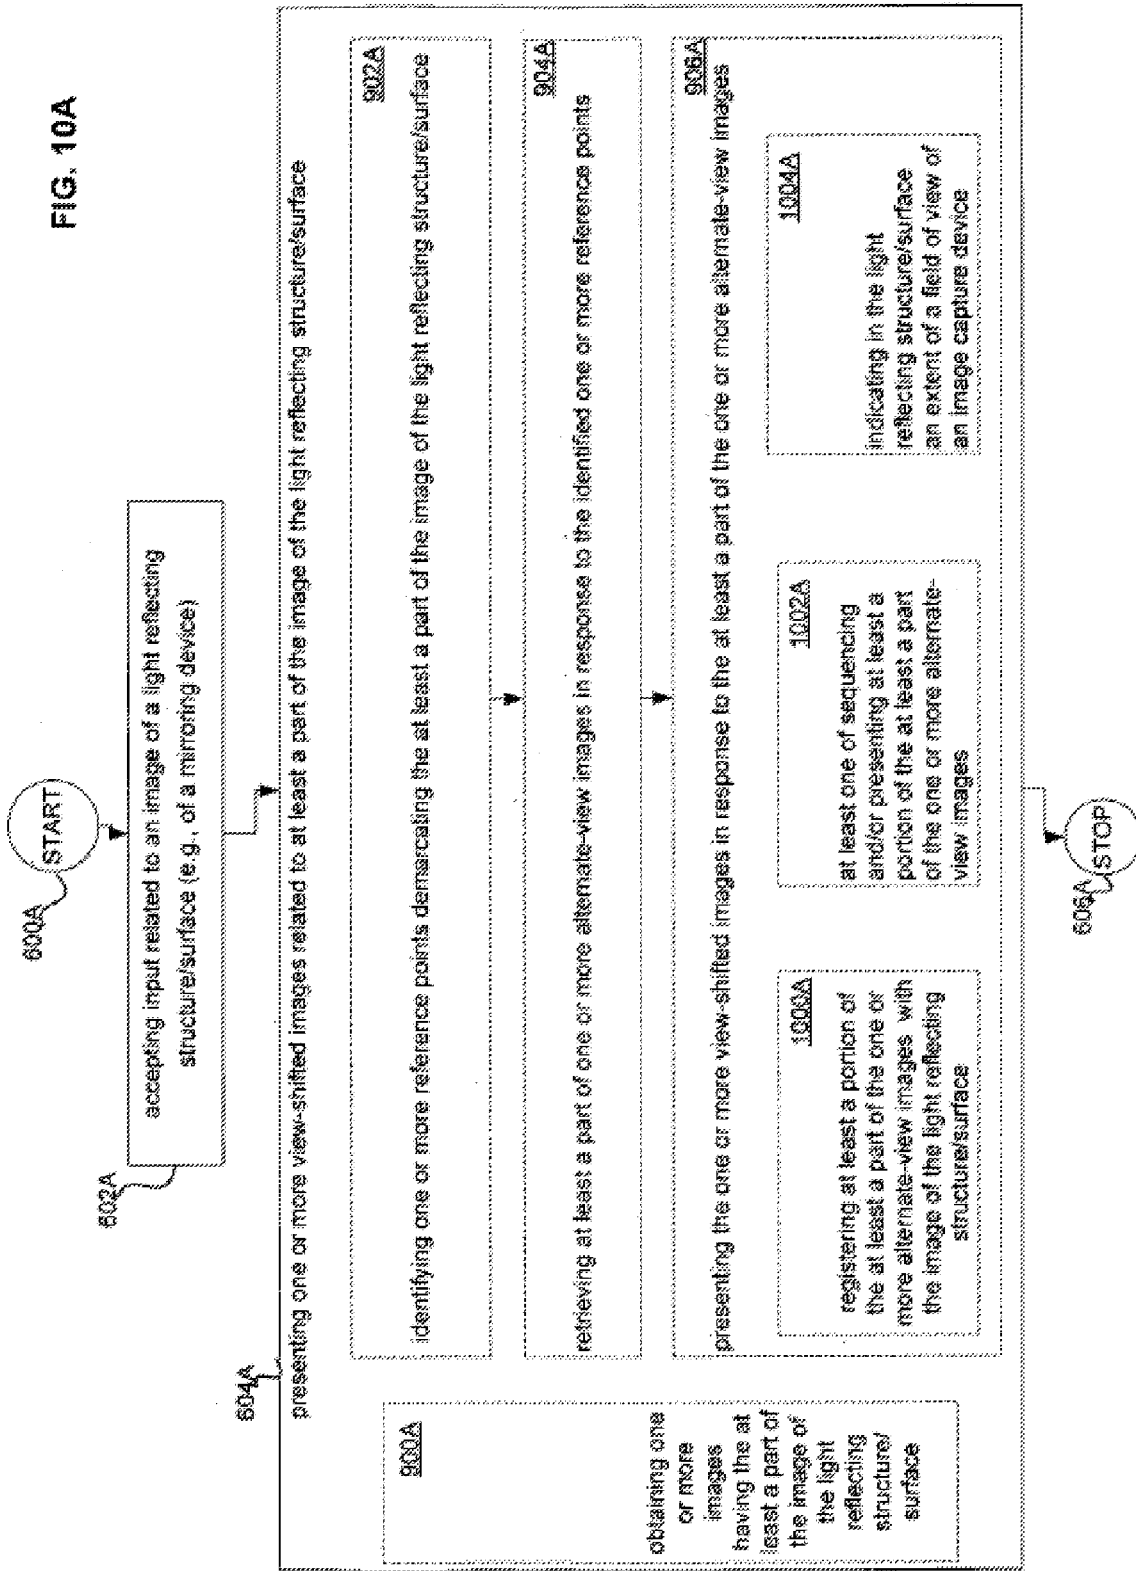 FIG. 10A
600A
START
602A
accepting input related to an image of a light reflecting
structure/surface (e.g., of a mirroring device)
604A
presenting one or more view-shifted images related to at least a part of the image of the light reflecting structure/surface
900A
obtaining one
or more
images
having the at
least a part of
the image of
the light
reflecting
structure/
surface
902A
identifying one or more reference points demarcating the at least a part of the image of the light reflecting structure/surface
904A
retrieving at least a part of one or more alternate-view images in response to the identified one or more reference points
906A
presenting the one or more view-shifted images in response to the at least a part of the one or more alternate-view images
1000A
registering at least a portion of
the at least a part of the one or
more alternate-view images with
the image of the light reflecting
structure/surface
1002A
at least one of sequencing
and/or presenting at least a
portion of the at least a part
of the one or more alternate-
view images
1004A
indicating in the light
reflecting structure/surface
an extent of a field of view of
an image capture device
606A
STOP